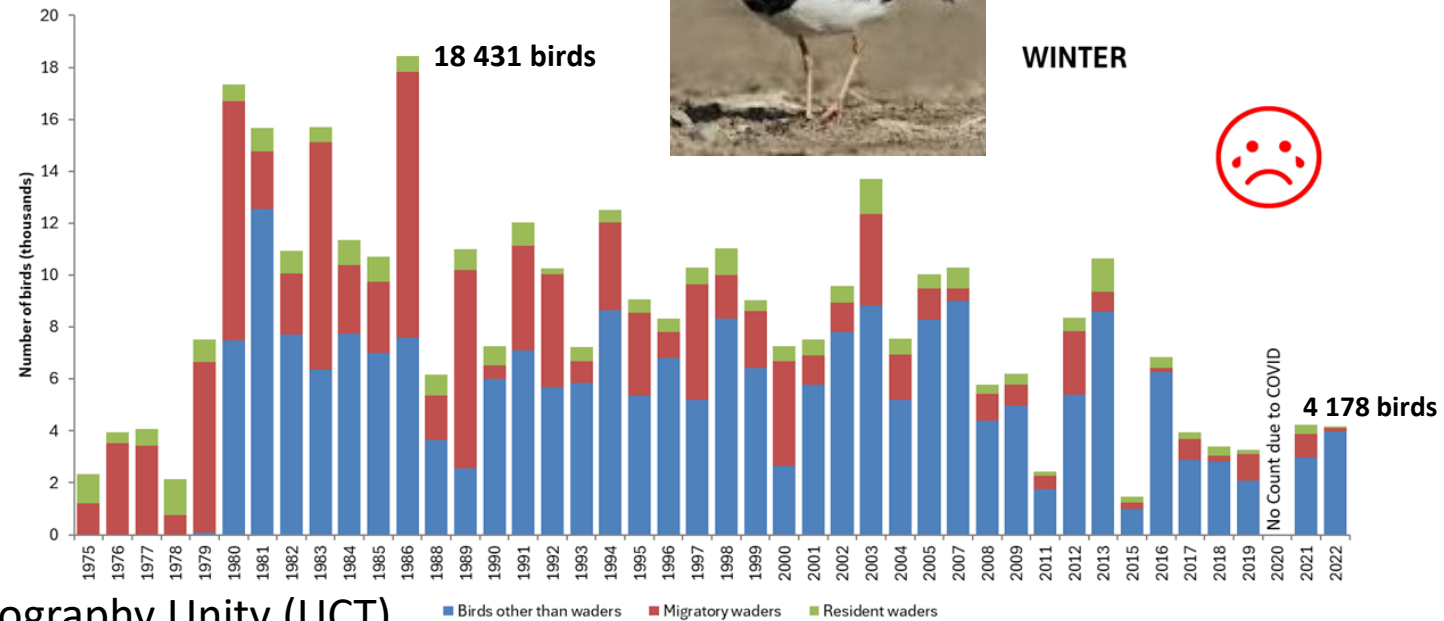 20
18
16
14
12
10
8
6
4
2
0
Number of birds (thousands)
18 431 birds
WINTER
No Count due to COVID
4 178 birds
1975 1976 1977 1978 1979 1980 1981 1982 1983 1984 1985 1986 1988 1989 1990 1991 1992 1993 1994 1995 1996 1997 1998 1999 2000 2001 2002 2003 2004 2005 2007 2008 2009 2011 2012 2013 2015 2016 2017 2018 2019 2020 2021 2022
Birds other than waders Migratory waders Resident waders
ography Unity (UCT)